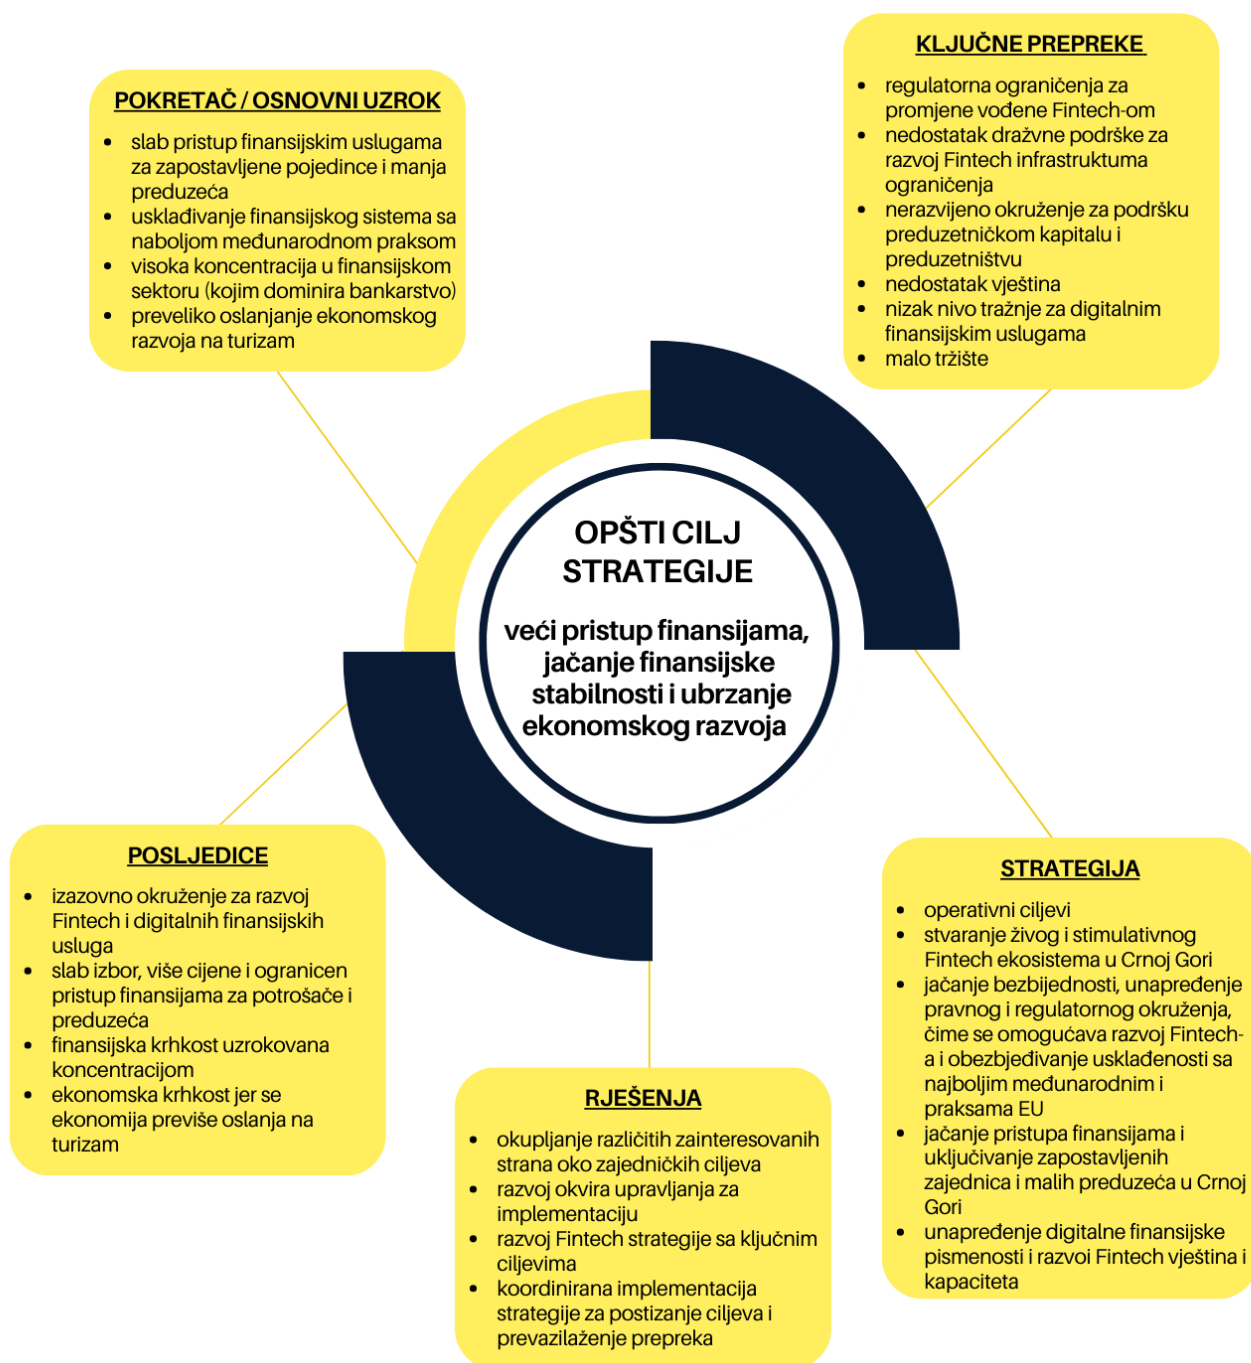 POKRETAČ / OSNOVNI UZROK
• slab pristup finansijskim uslugama
za zapostavljene pojedince i manja
preduzeća
• usklađivanje finansijskog sistema sa
naboljom međunarodnom praksom
• visoka koncentracija u finansijskom
sektoru (kojim dominira bankarstvo)
• preveliko oslanjanje ekonomskog
razvoja na turizam
KLJUČNE PREPREKE
• regulatorna ograničenja za
promjene vođene Fintech-om
• nedostatak dražvne podrške za
razvoj Fintech infrastruktuma
ograničenja
• nerazvijeno okruženje za podršku
preduzetničkom kapitalu i
preduzetništvu
• nedostatak vještina
• nizak nivo tražnje za digitalnim
finansijskim uslugama
• malo tržište
OPŠTI CILJ
STRATEGIJE
veći pristup finansijama,
jačanje finansijske
stabilnosti i ubrzanje
ekonomskog razvoja
POSLJEDICE
• izazovno okruženje za razvoj
Fintech i digitalnih finansijskih
usluga
• slab izbor, više cijene i ogranicen
pristup finansijama za potrošače i
preduzeća
• finansijska krhkost uzrokovana
koncentracijom
• ekonomska krhkost jer se
ekonomija previše oslanja na
turizam
RJEŠENJA
• okupljanje različitih zainteresovanih
strana oko zajedničkih ciljeva
• razvoj okvira upravljanja za
implementaciju
• razvoj Fintech strategije sa ključnim
ciljevima
• koordinirana implementacija
strategije za postizanje ciljeva i
prevazilaženje prepreka
STRATEGIJA
• operativni ciljevi
• stvaranje živog i stimulativnog
Fintech ekosistema u Crnoj Gori
• jačanje bezbijednosti, unapređenje
pravnog i regulatornog okruženja,
čime se omogućava razvoj Fintech-
a i obezbjeđivanje usklađenosti sa
najboljim međunarodnim i
praksama EU
• jačanje pristupa finansijama i
uključivanje zapostavljenih
zajednica i malih preduzeća u Crnoj
Gori
• unapređenje digitalne finansijske
pismenosti i razvoi Fintech vještina i
kapaciteta